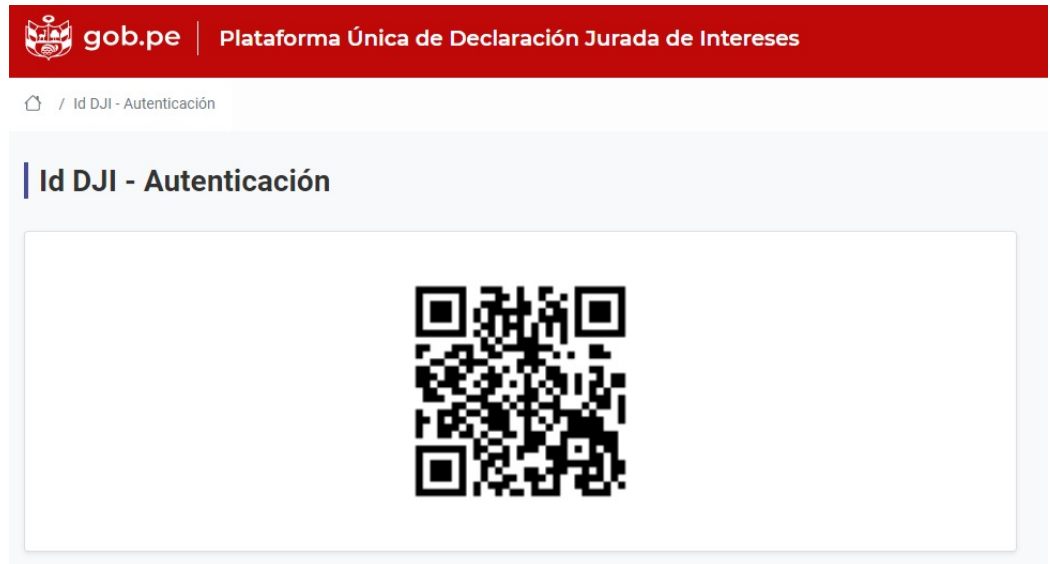 gob.pe | Plataforma Única de Declaración Jurada de Intereses
/ Id DJI - Autenticación
Id DJI - Autenticación